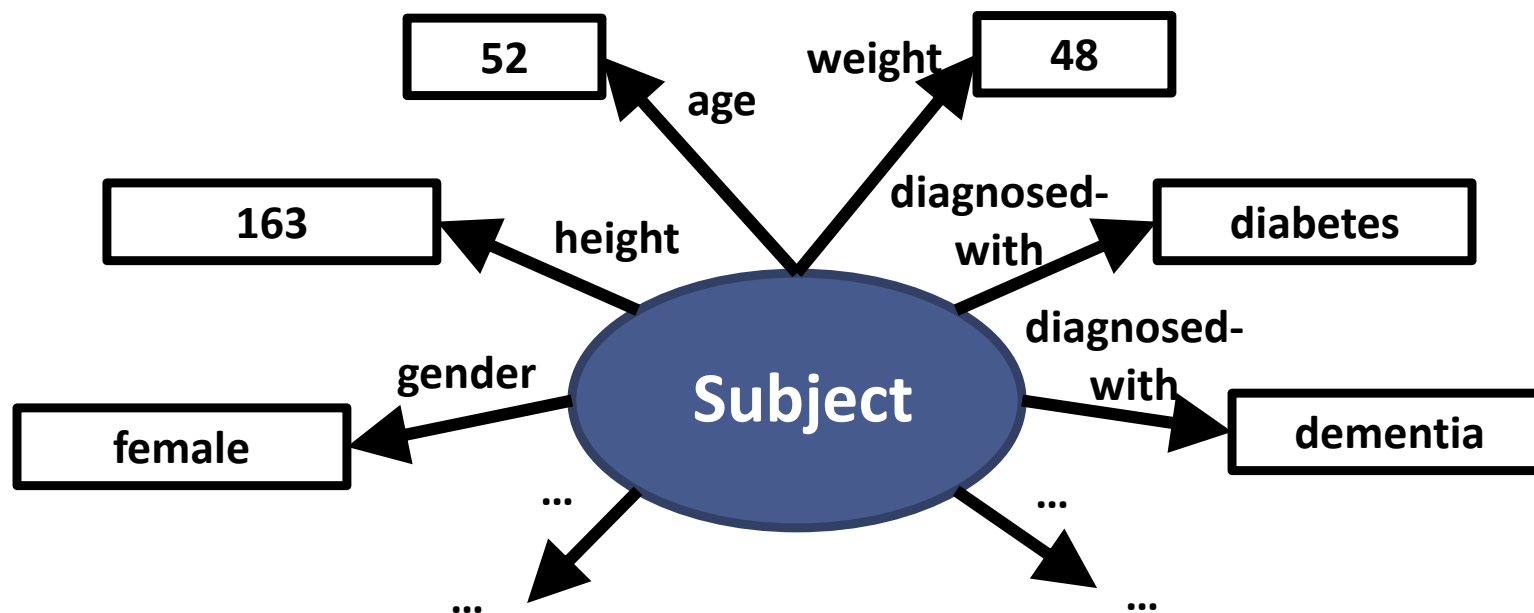 52
weight
48
age
diagnosed-
with
diabetes
163
height
diagnosed-
with
gender
Subject
female
dementia
...
...
...
...